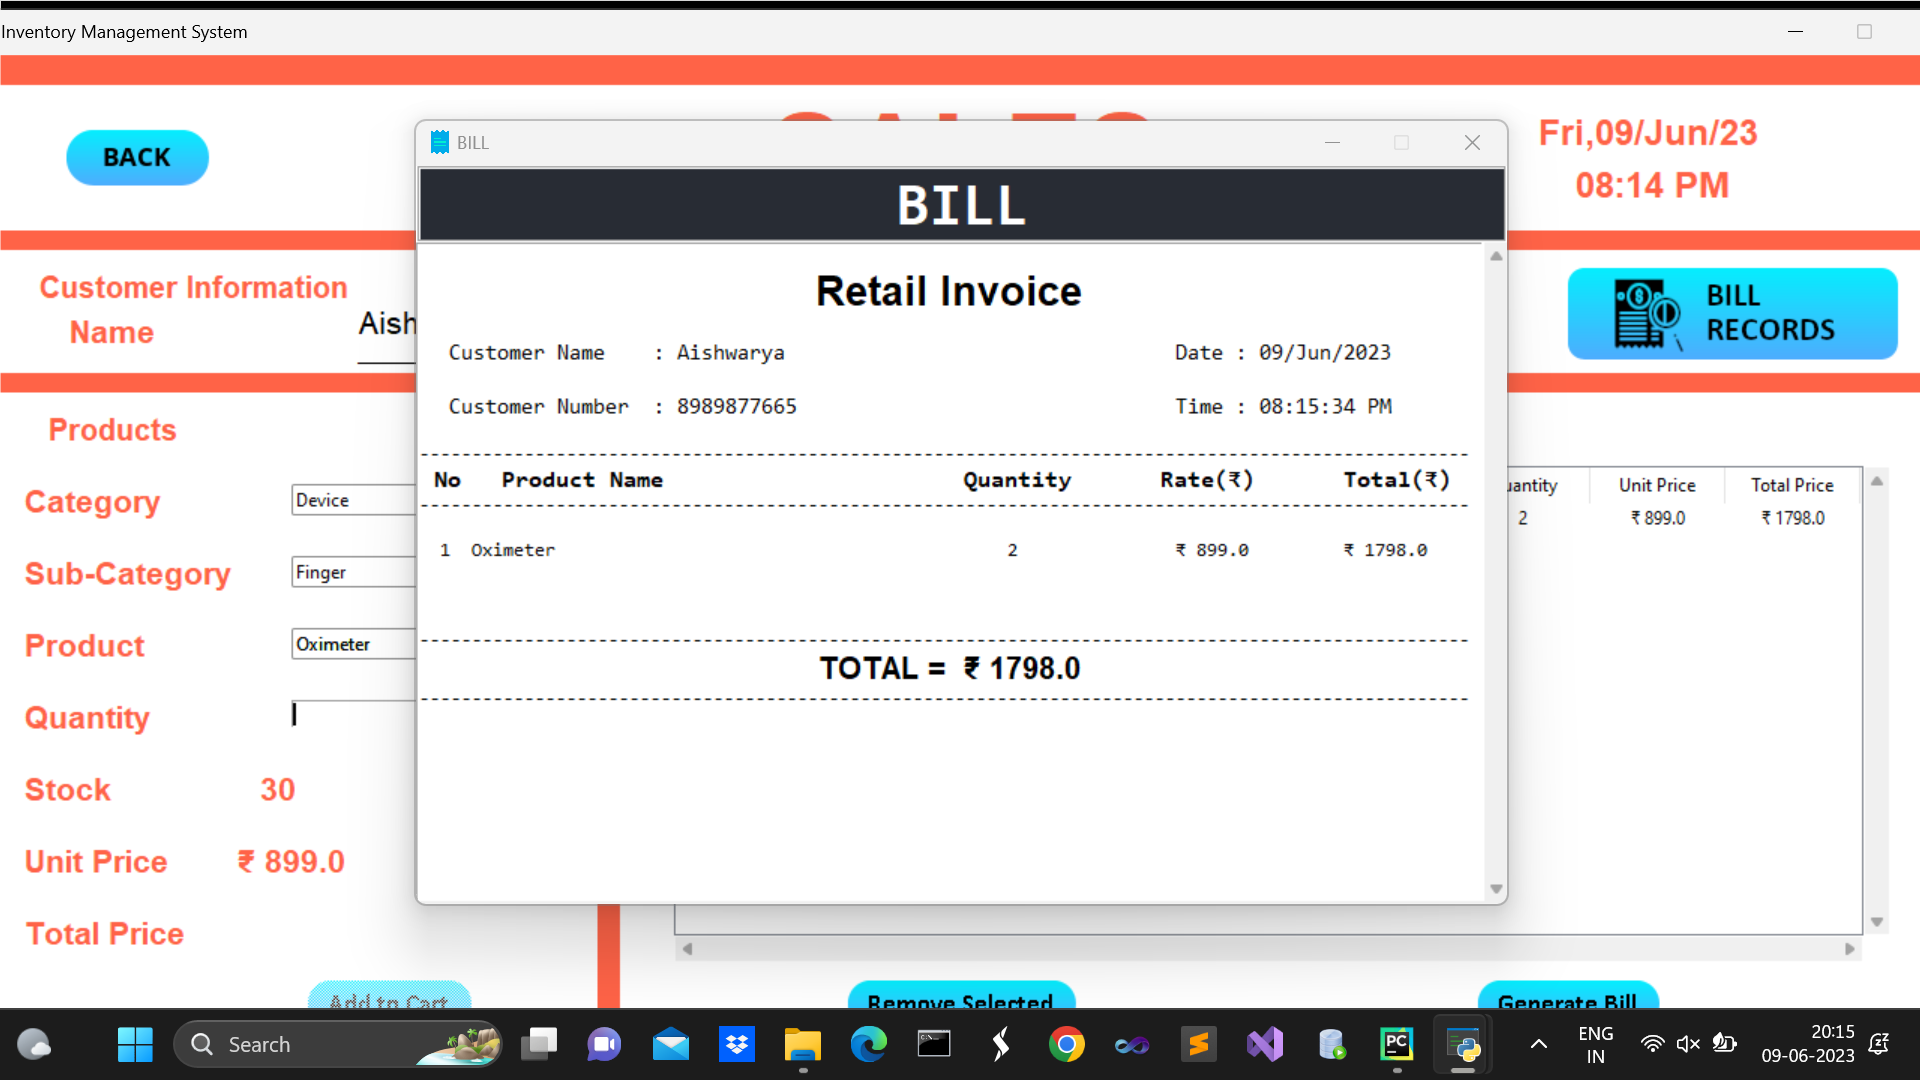 Inventory Management System
BACK
Fri,09/Jun/23
08:14 PM
Customer Information
Name
Aish
BILL
RECORDS
BILL
BILL
Retail Invoice
Customer Name : Aishwarya Date : 09/Jun/2023
Customer Number : 8989877665 Time : 08:15:34 PM
No Product Name Quantity Rate(₹) Total(₹)
1 Oximeter 2 ₹ 899.0 ₹ 1798.0
TOTAL = ₹ 1798.0
Products
Category Device
Sub-Category Finger
Product Oximeter
Quantity
Stock 30
Unit Price ₹ 899.0
Total Price
Add to Cart
uantity Unit Price Total Price
2 ₹ 899.0 ₹ 1798.0
Remove Selected
Generate Bill
Search
PC
ENG
IN
20:15
09-06-2023